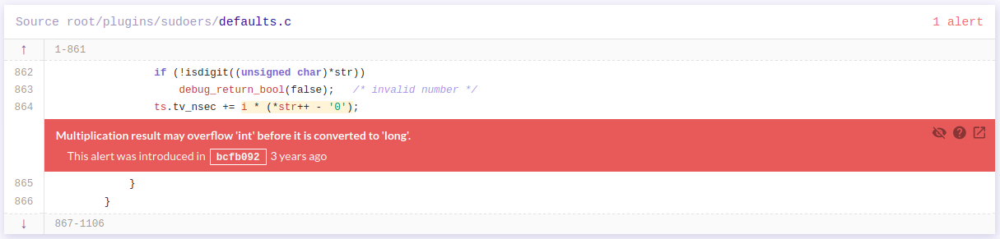 Source root/plugins/sudoers/defaults.c 1 alert
↑ 1-861
862 if (!isdigit((unsigned char)*str))
863 debug_return_bool(false); /* invalid number */
864 ts.tv_nsec += i * (*str++ - '0');
Multiplication result may overflow 'int' before it is converted to 'long'.
This alert was introduced in bcfb092 3 years ago
865 }
866 }
↓ 867-1106